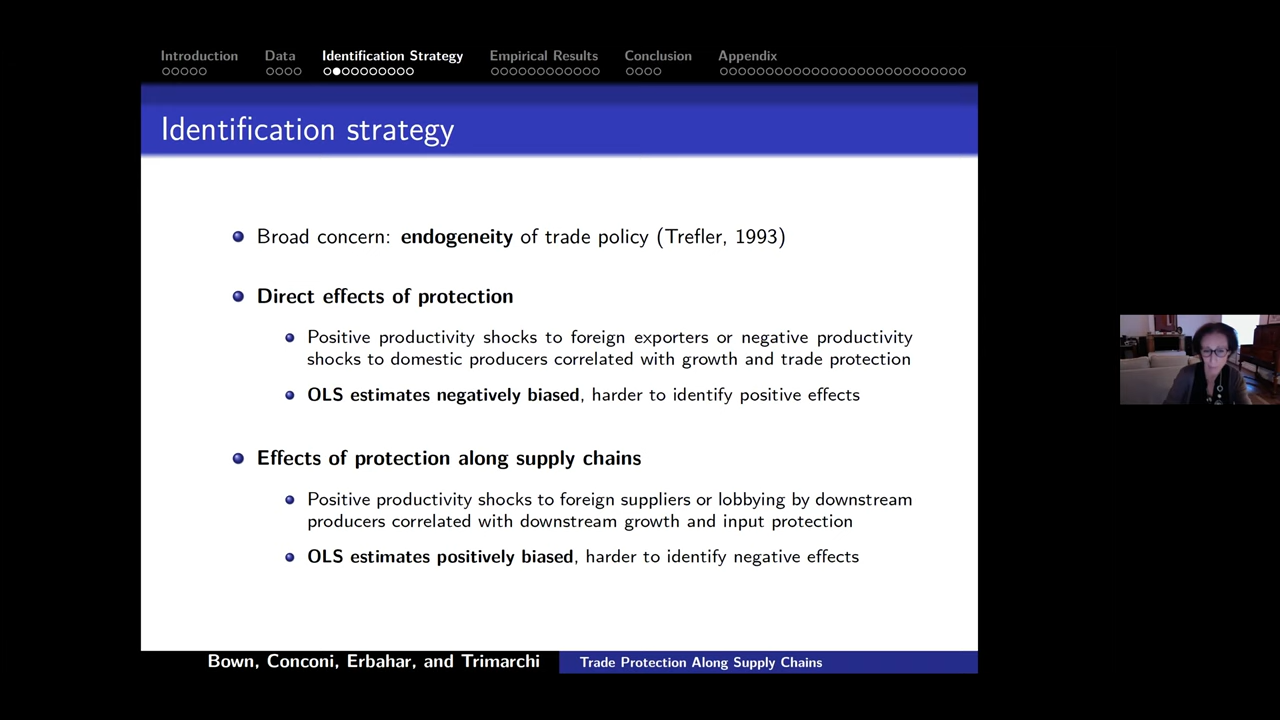 Introduction Data Identification Strategy Empirical Results Conclusion Appendix
Identification strategy
Broad concern: endogeneity of trade policy (Trefler, 1993)
Direct effects of protection
Positive productivity shocks to foreign exporters or negative productivity
shocks to domestic producers correlated with growth and trade protection
OLS estimates negatively biased, harder to identify positive effects
Effects of protection along supply chains
Positive productivity shocks to foreign suppliers or lobbying by downstream
producers correlated with downstream growth and input protection
OLS estimates positively biased, harder to identify negative effects
Bown, Conconi, Erbahar, and Trimarchi Trade Protection Along Supply Chains